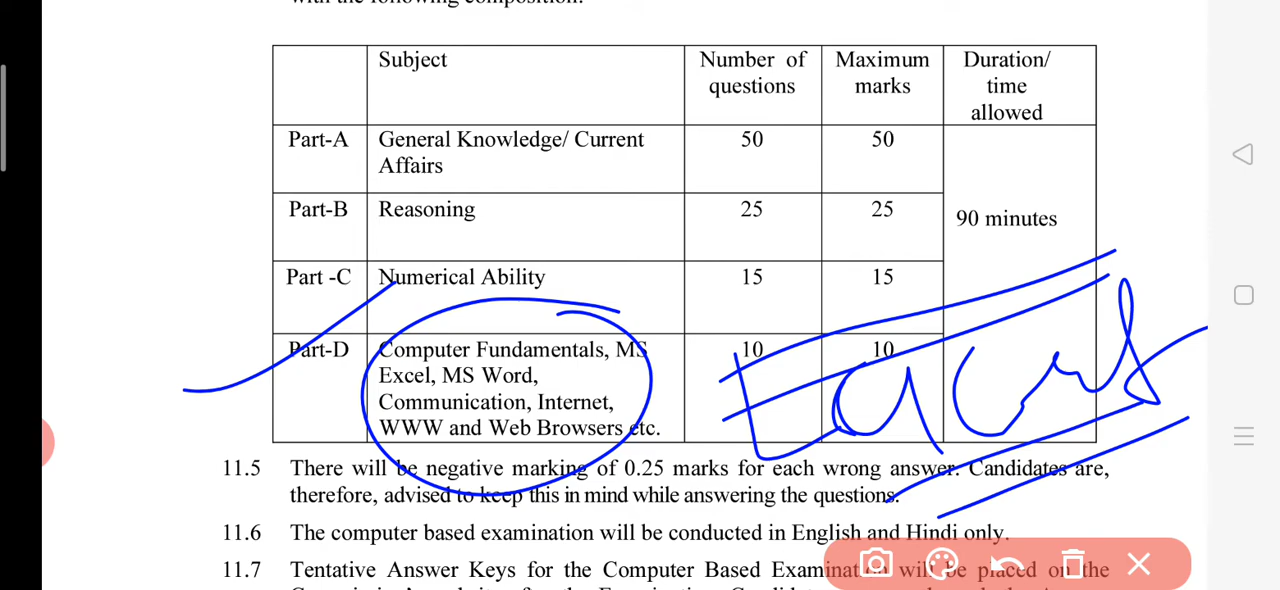 with the following composition:
Subject
Number of questions
Maximum marks
Duration/ time allowed
Part-A General Knowledge/ Current Affairs 50 50
90 minutes
Part-B Reasoning 25 25
Part -C Numerical Ability 15 15
Part-D Computer Fundamentals, MS Excel, MS Word, Communication, Internet, WWW and Web Browsers etc. 10 10
11.5 There will be negative marking of 0.25 marks for each wrong answer. Candidates are,
therefore, advised to keep this in mind while answering the questions.
11.6 The computer based examination will be conducted in English and Hindi only.
11.7 Tentative Answer Keys for the Computer Based Examination will be placed on the